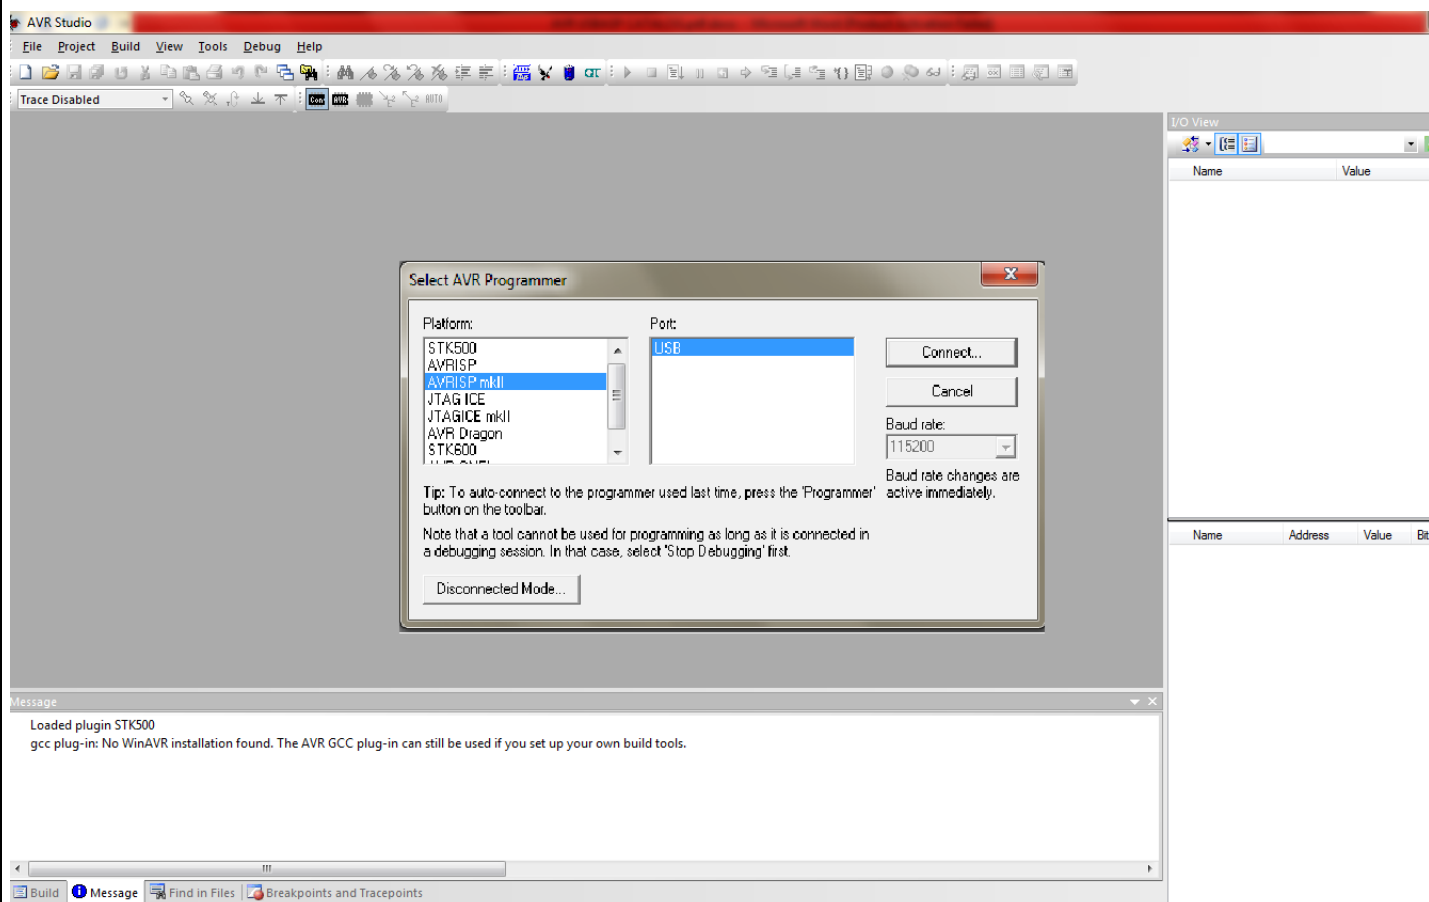 AVR Studio
File Project Build View Tools Debug Help
Trace Disabled
Con AVR AUTO
I/O View
Name Value
Select AVR Programmer
Platform: Port:
STK500
AVRISP
AVRISP mkII
JTAG ICE
JTAGICE mkII
AVR Dragon
STK600
USB
Connect...
Cancel
Baud rate:
115200
Baud rate changes are
active immediately.
Tip: To auto-connect to the programmer used last time, press the 'Programmer'
button on the toolbar.
Note that a tool cannot be used for programming as long as it is connected in
a debugging session. In that case, select 'Stop Debugging' first.
Disconnected Mode...
Name Address Value Bit
Message
Loaded plugin STK500
gcc plug-in: No WinAVR installation found. The AVR GCC plug-in can still be used if you set up your own build tools.
Build Message Find in Files Breakpoints and Tracepoints